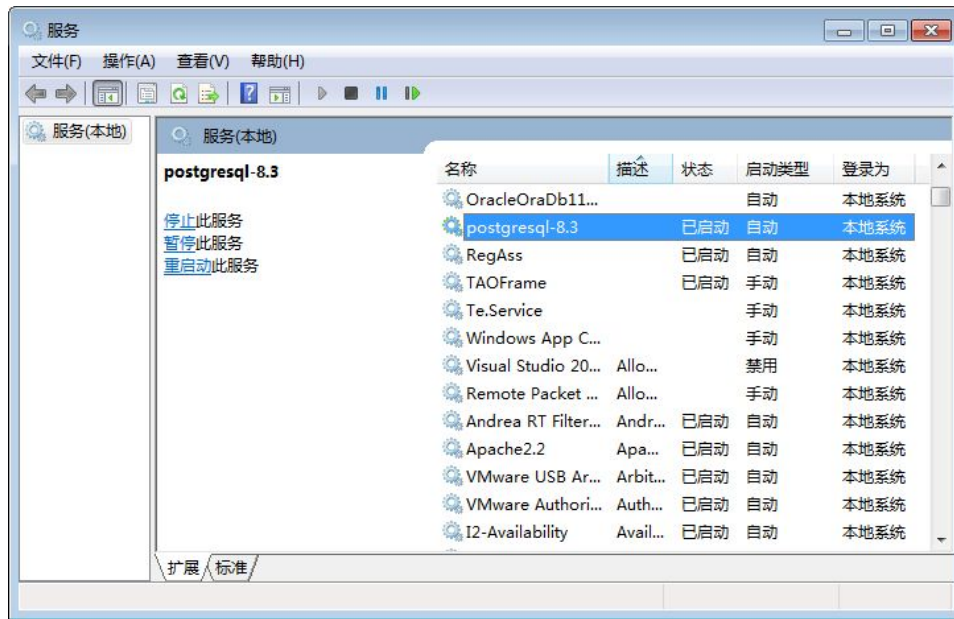 服务
文件(F) 操作(A) 查看(V) 帮助(H)
服务(本地)
服务(本地)
postgresql-8.3
停止此服务
暂停此服务
重启动此服务
名称 描述 状态 启动类型 登录为
OracleOraDb11... 自动 本地系统
postgresql-8.3 已启动 自动 本地系统
RegAss 已启动 自动 本地系统
TAOFrame 已启动 手动 本地系统
Te.Service 手动 本地系统
Windows App C... 手动 本地系统
Visual Studio 20... Allo... 禁用 本地系统
Remote Packet ... Allo... 手动 本地系统
Andrea RT Filter... Andr... 已启动 自动 本地系统
Apache2.2 Apa... 已启动 自动 本地系统
VMware USB Ar... Arbit... 已启动 自动 本地系统
VMware Authori... Auth... 已启动 自动 本地系统
I2-Availability Avail... 已启动 自动 本地系统
扩展 标准